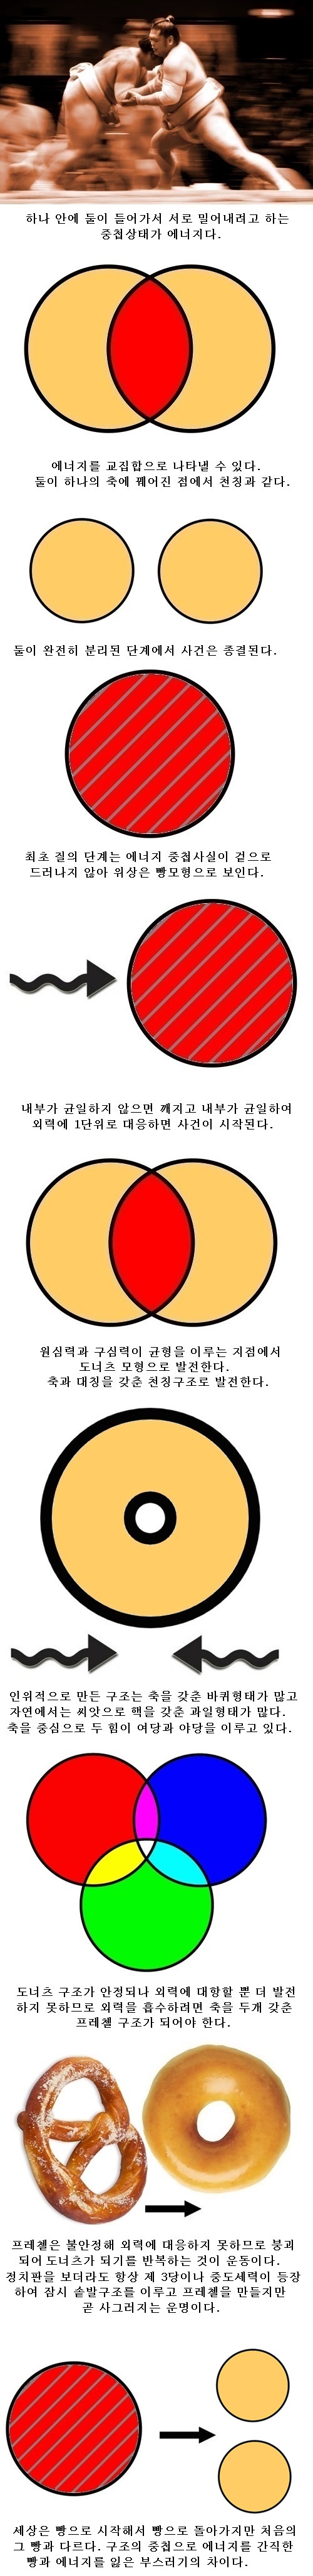 하나 안에 둘이 들어가서 서로 밀어내려고 하는
중첩상태가 에너지다.
에너지를 교집합으로 나타낼 수 있다.
둘이 하나의 축에 꿰어진 점에서 천칭과 같다.
둘이 완전히 분리된 단계에서 사건은 종결된다.
최초 질의 단계는 에너지 중첩사실이 겉으로
드러나지 않아 위상은 빵모형으로 보인다.
내부가 균일하지 않으면 깨지고 내부가 균일하여
외력에 1단위로 대응하면 사건이 시작된다.
원심력과 구심력이 균형을 이루는 지점에서
도너츠 모형으로 발전한다.
축과 대칭을 갖춘 천칭구조로 발전한다.
인위적으로 만든 구조는 축을 갖춘 바퀴형태가 많고
자연에서는 씨앗으로 핵을 갖춘 과일형태가 많다.
축을 중심으로 두 힘이 여당과 야당을 이루고 있다.
도너츠 구조가 안정되나 외력에 대항할 뿐 더 발전
하지 못하므로 외력을 흡수하려면 축을 두개 갖춘
프레첼 구조가 되어야 한다.
프레첼은 불안정해 외력에 대응하지 못하므로 붕괴
되어 도너츠가 되기를 반복하는 것이 운동이다.
정치판을 보더라도 항상 제 3당이나 중도세력이 등장
하여 잠시 솥발구조를 이루고 프레첼을 만들지만
곧 사그러지는 운명이다.
세상은 빵으로 시작해서 빵으로 돌아가지만 처음의
그 빵과 다르다. 구조의 중첩으로 에너지를 간직한
빵과 에너지를 잃은 부스러기의 차이다.